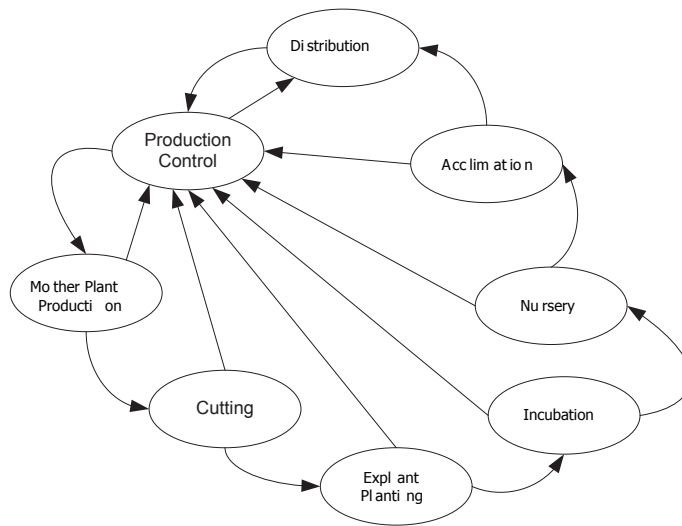 Distribution
Production
Control
Acclimation
Mother Plant
Production
Nursery
Cutting
Incubation
Explant
Planting